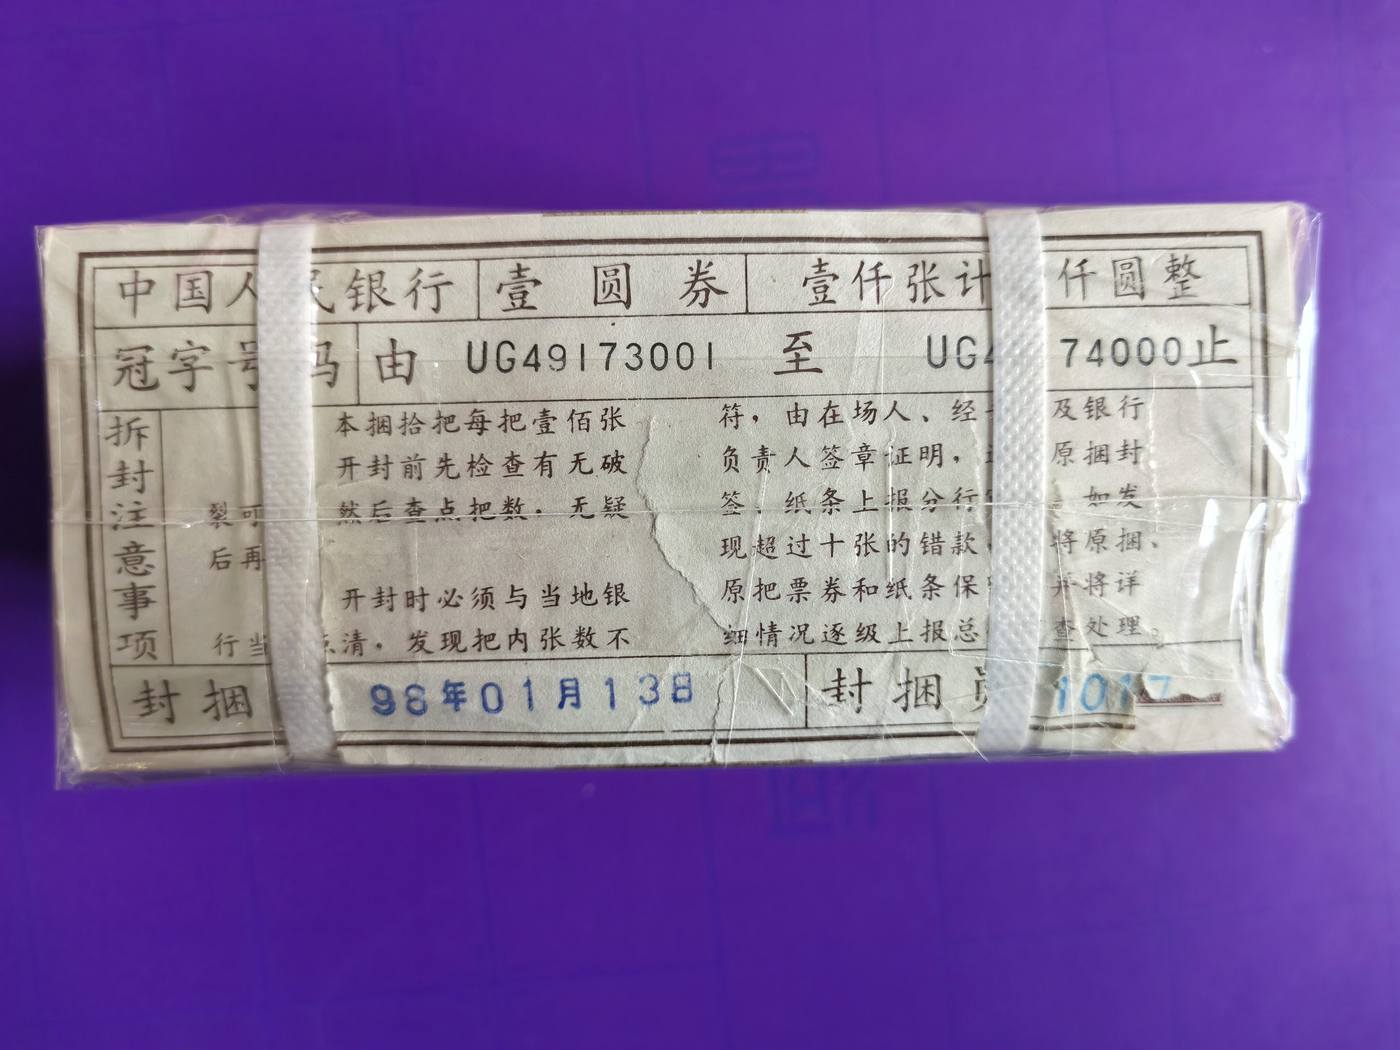 中国人民银行 壹圆券 壹仟张计 仟圆整
冠字号码 由 UG49173001 至 UG4 74000止
拆封注意事项
本捆拾把每把壹佰张
开封前先检查有无破
裂可 然后查点把数，无疑
后再
开封时必须与当地银
行当 点清，发现把内张数不
符，由在场人、经 及银行
负责人签章证明， 原捆封
签、纸条上报分行 如发
现超过十张的错款， 将原捆、
原把票券和纸条保 并将详
细情况逐级上报总 查处理。
封捆 98年01月13日 封捆员 1017